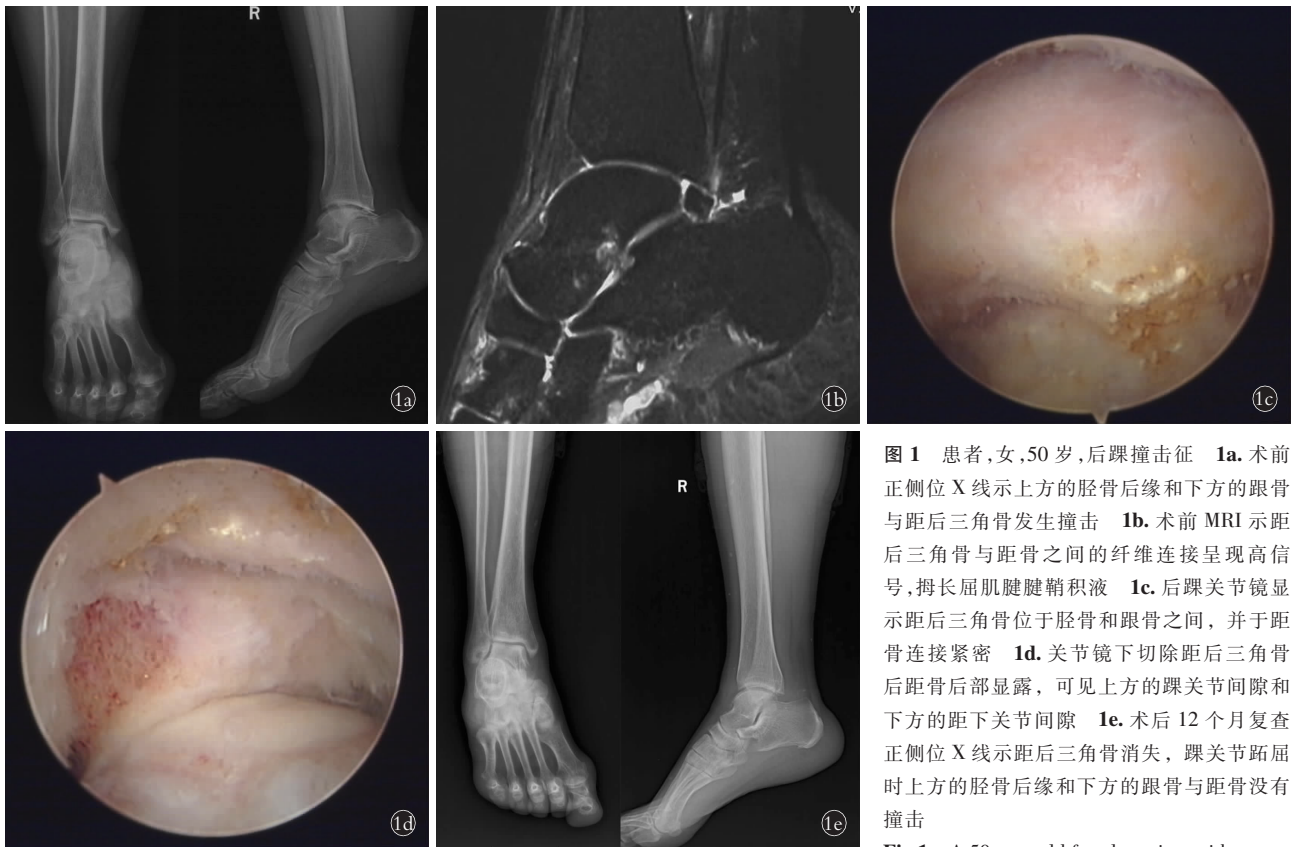 R
1a
1b
1c
1d
R
1e
图 1 患者,女,50 岁,后踝撞击征 1a. 术前
正侧位 X 线示上方的胫骨后缘和下方的跟骨
与距后三角骨发生撞击 1b. 术前 MRI 示距
后三角骨与距骨之间的纤维连接呈现高信
号,拇长屈肌腱腱鞘积液 1c. 后踝关节镜显
示距后三角骨位于胫骨和跟骨之间，并于距
骨连接紧密 1d. 关节镜下切除距后三角骨
后距骨后部显露，可见上方的踝关节间隙和
下方的距下关节间隙 1e. 术后 12 个月复查
正侧位 X 线示距后三角骨消失，踝关节跖屈
时上方的胫骨后缘和下方的跟骨与距骨没有
撞击